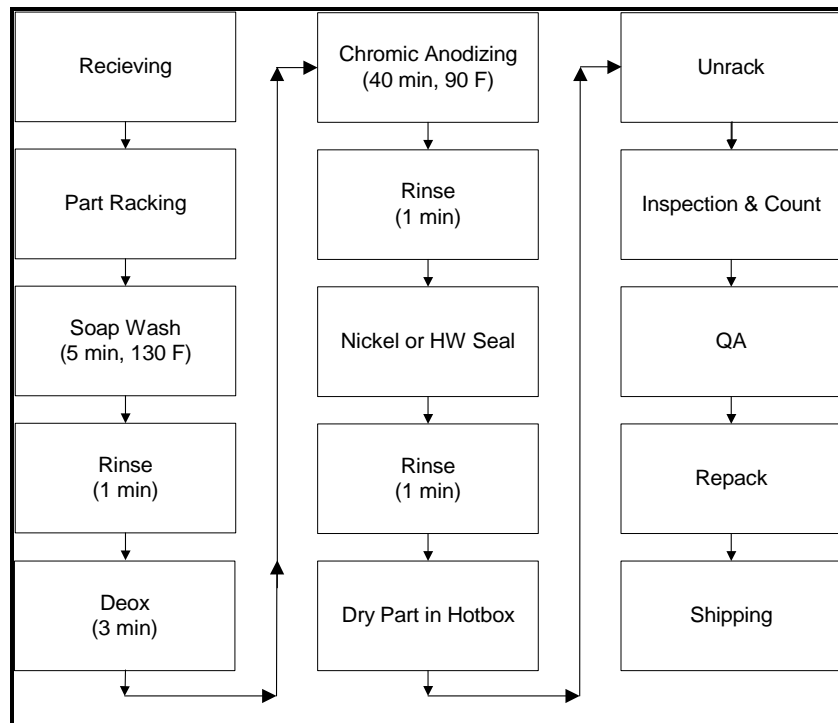 Recieving
Part Racking
Soap Wash
(5 min, 130 F)
Rinse
(1 min)
Deox
(3 min)
Chromic Anodizing
(40 min, 90 F)
Rinse
(1 min)
Nickel or HW Seal
Rinse
(1 min)
Dry Part in Hotbox
Unrack
Inspection & Count
QA
Repack
Shipping